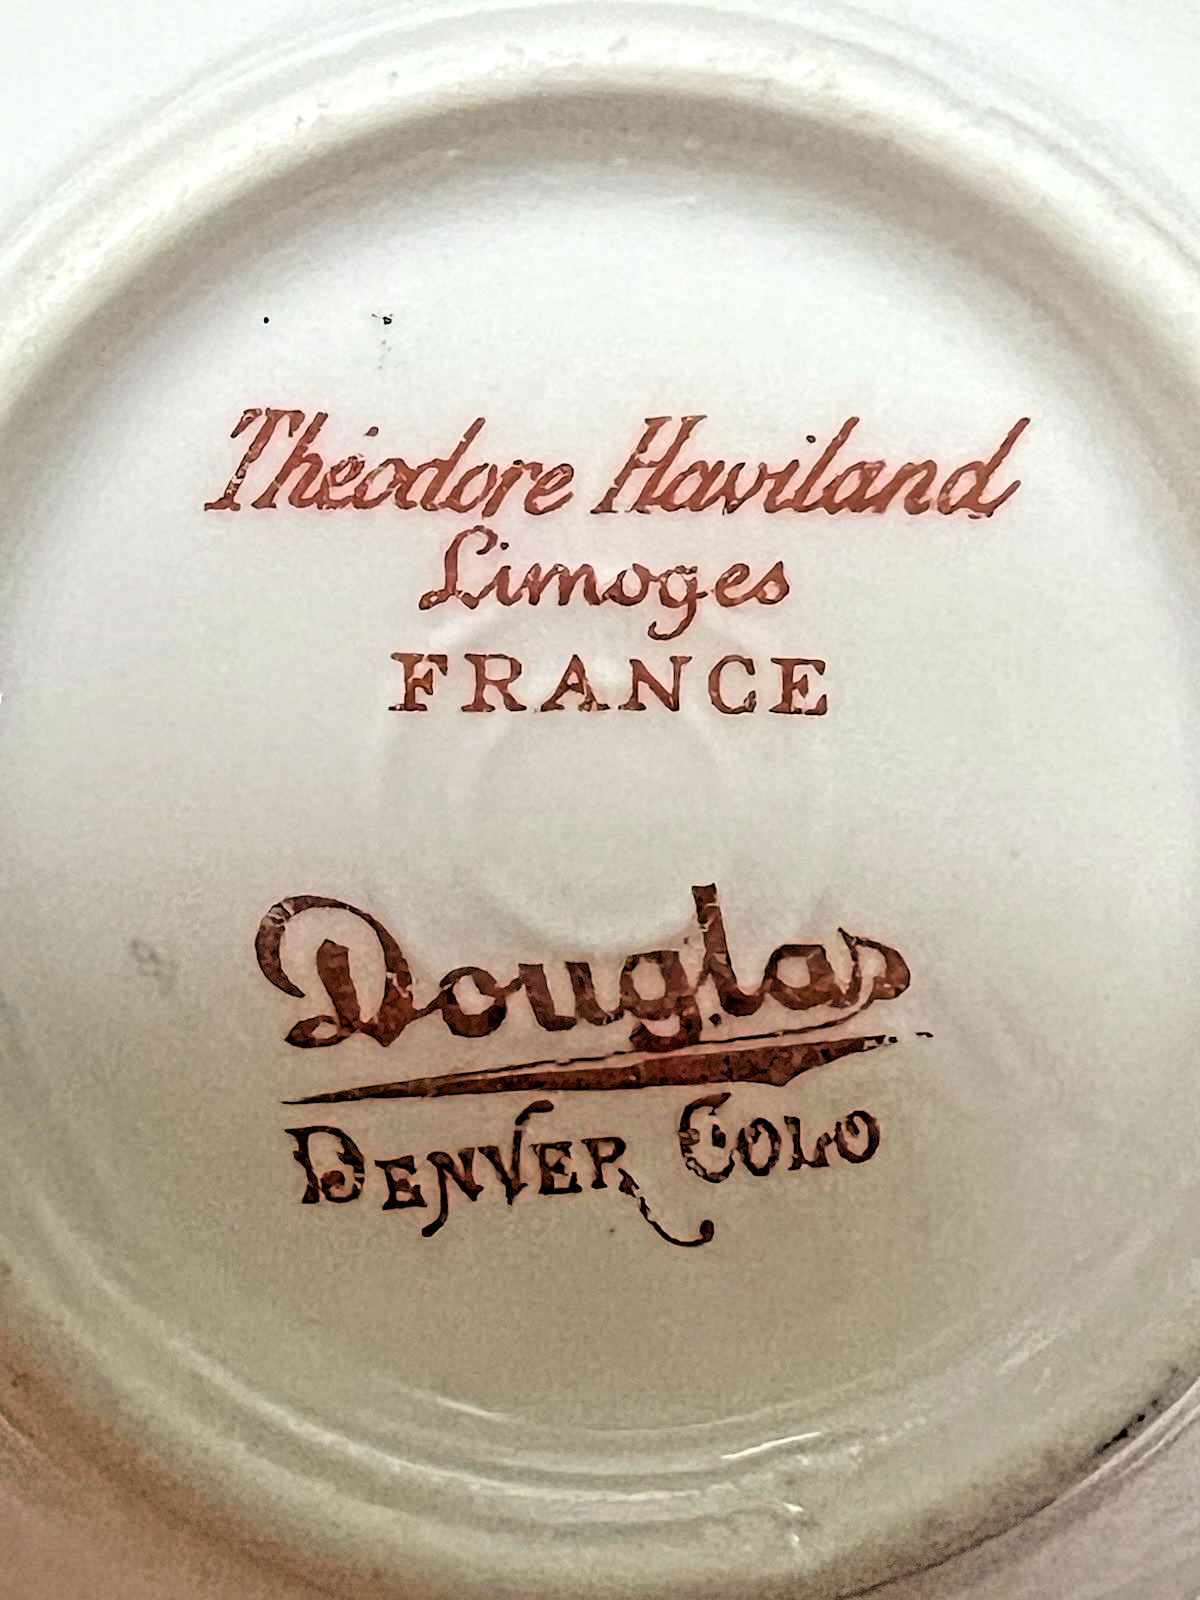 Théodore Haviland
Limoges
FRANCE
Douglas
DENVER COLO